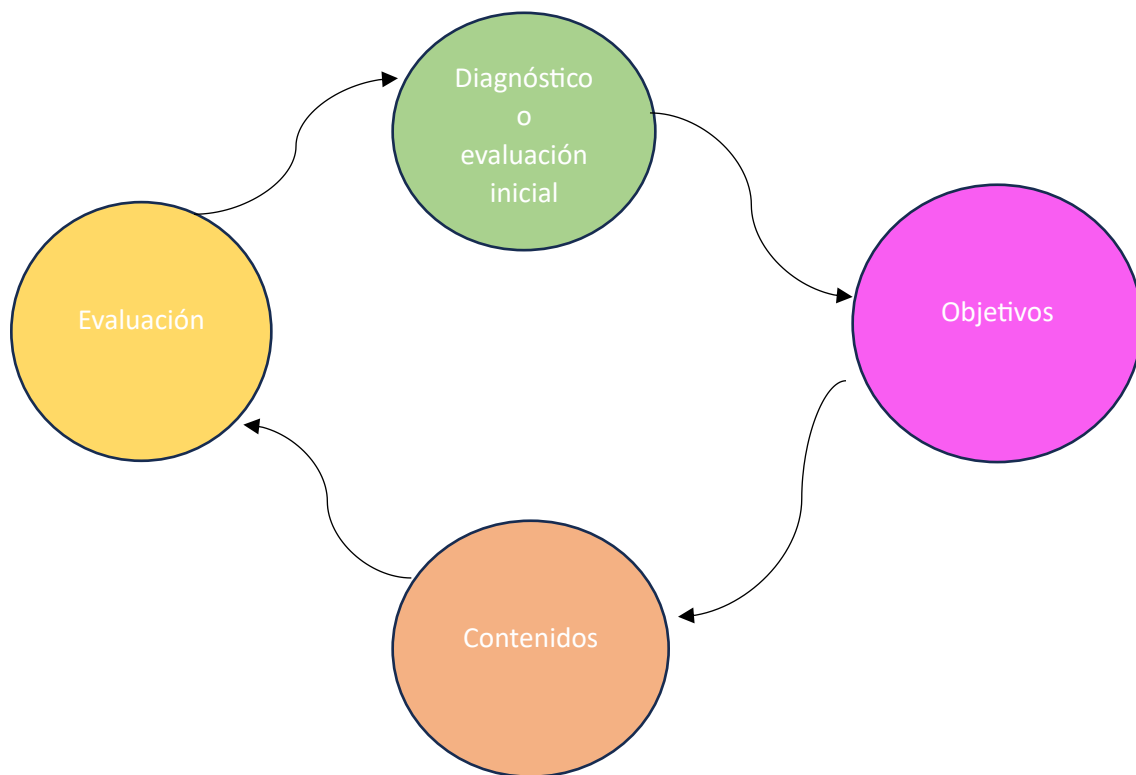 Diagnóstico
o
evaluación
inicial
Objetivos
Evaluación
Contenidos